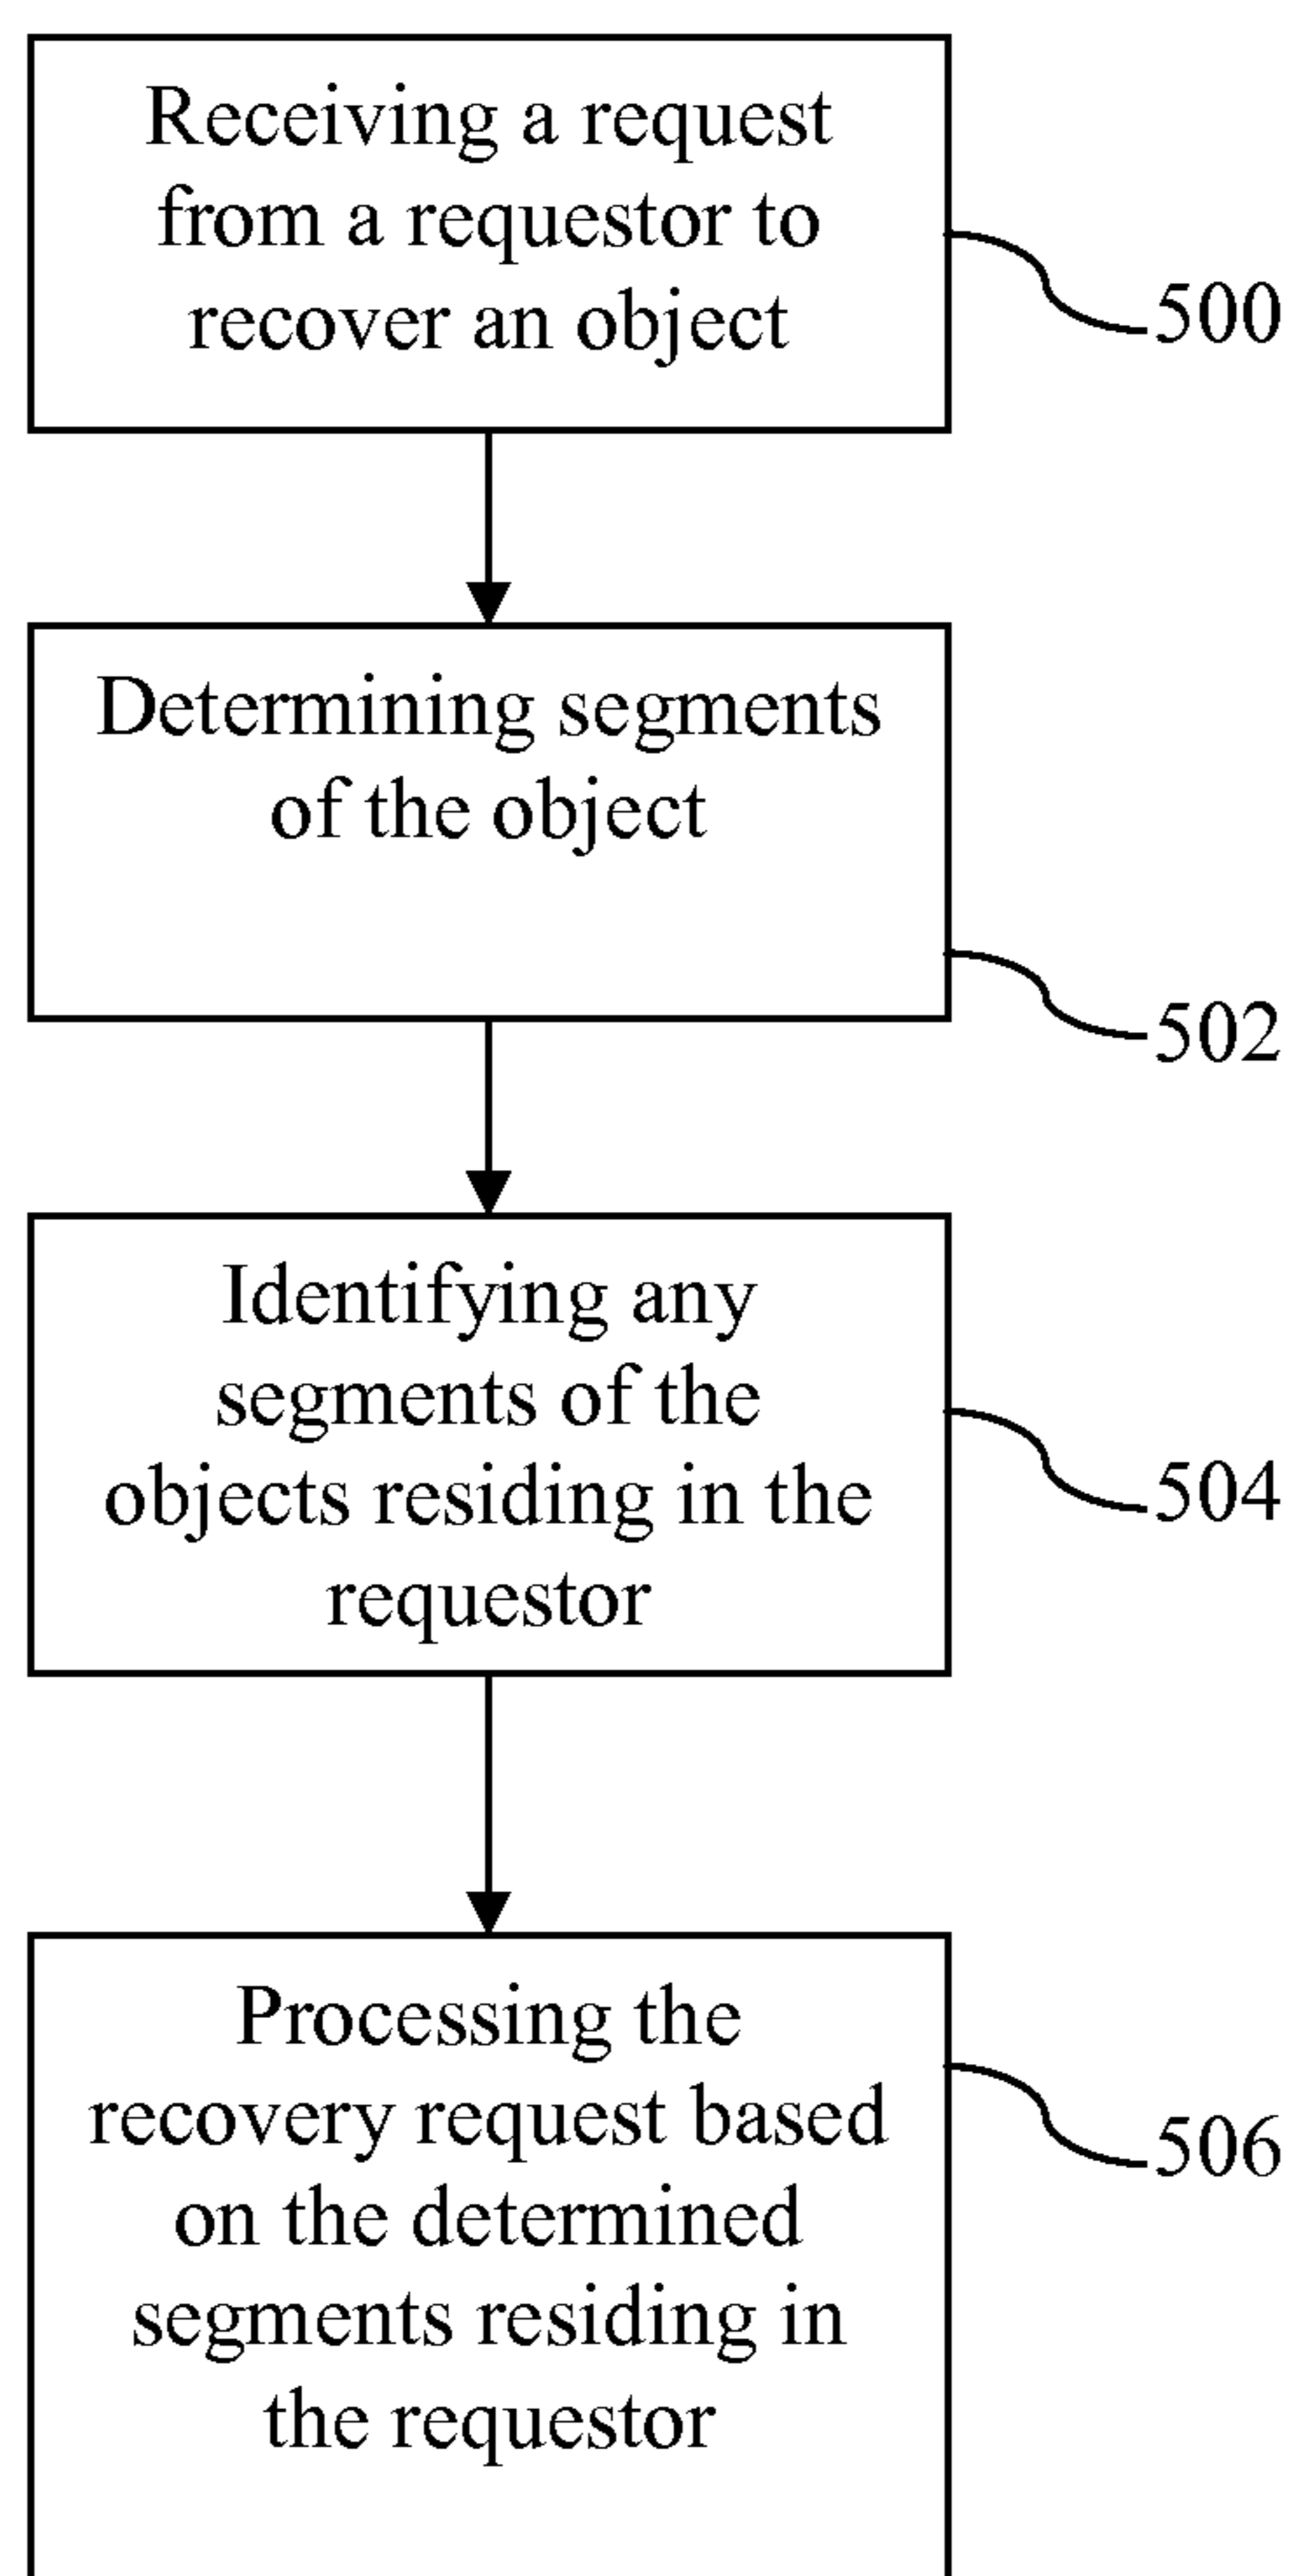 Receiving a request
from a requestor to
recover an object
500
Determining segments
of the object
502
Identifying any
segments of the
objects residing in the
requestor
504
Processing the
recovery request based
on the determined
segments residing in
the requestor
506